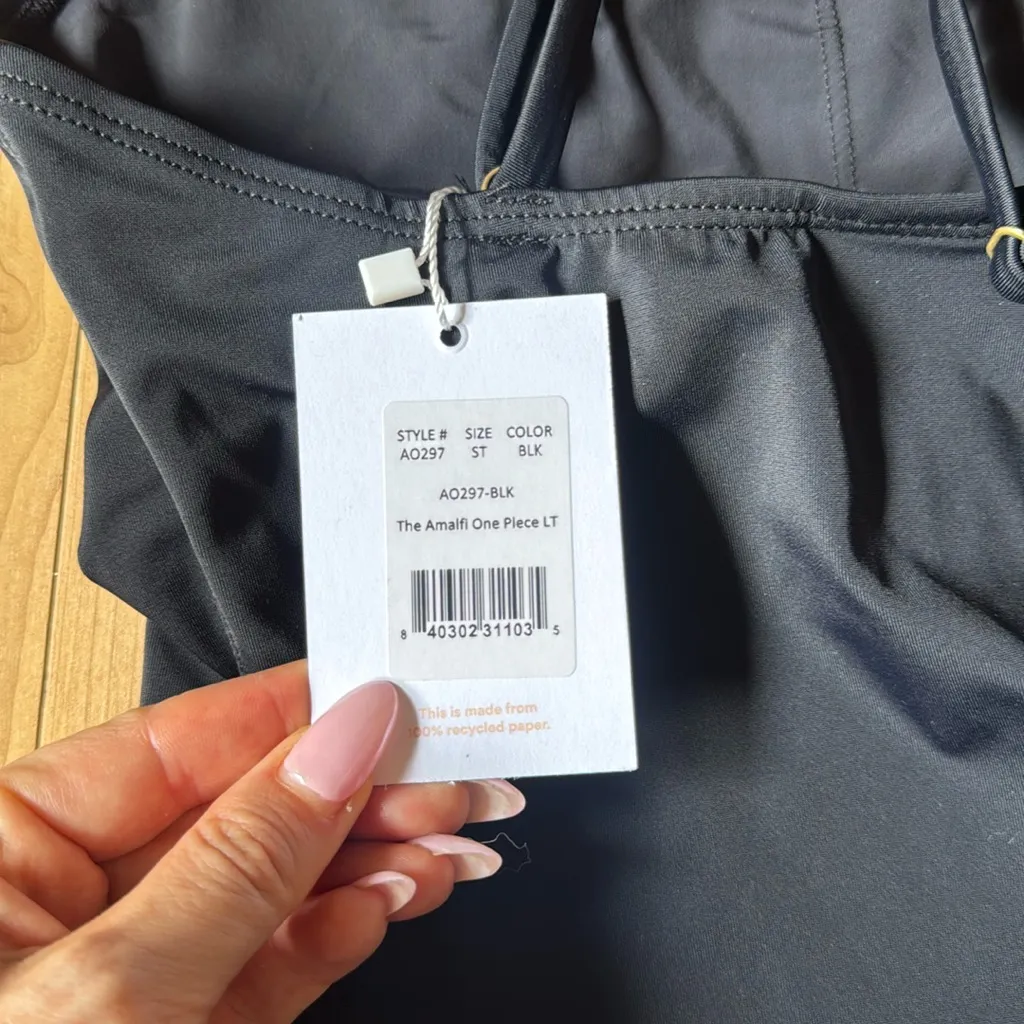 STYLE # SIZE COLOR
AO297 ST BLK
AO297-BLK
The Amalfi One Piece LT
8 40302 31103 5
This is made from
100% recycled paper.